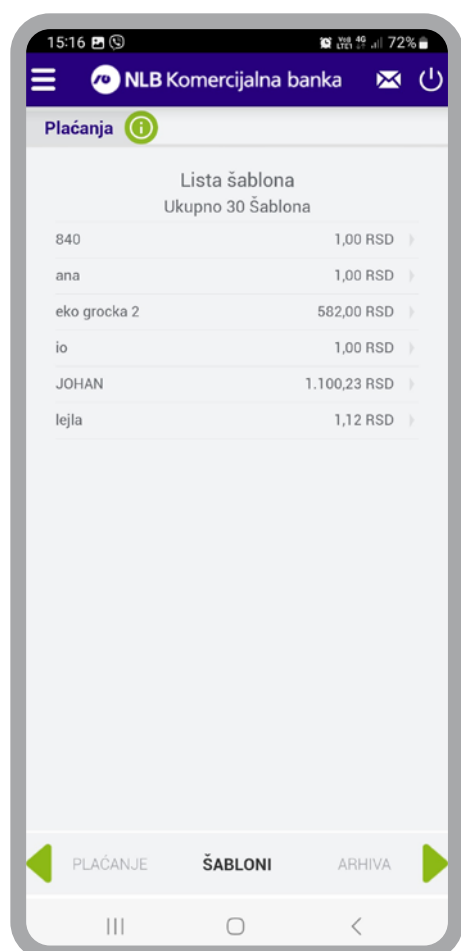 15:16 72%
NLB Komercijalna banka
Plaćanja
Lista šablona
Ukupno 30 Šablona
840 1,00 RSD
ana 1,00 RSD
eko grocka 2 582,00 RSD
io 1,00 RSD
JOHAN 1.100,23 RSD
lejla 1,12 RSD
PLAĆANJE ŠABLONI ARHIVA